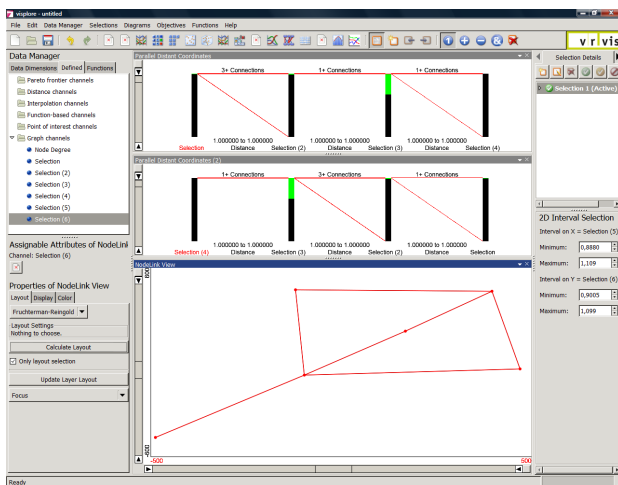 visplore - untitled
File Edit Data Manager Selections Diagrams Objectives Functions Help
vrvis
Data Manager
Data Dimensions Defined Functions
Pareto frontier channels
Distance channels
Interpolation channels
Function-based channels
Point of interest channels
Graph channels
Node Degree
Selection
Selection (2)
Selection (3)
Selection (4)
Selection (5)
Selection (6)
Assignable Attributes of NodeLinl
Channel: Selection (6)
Properties of NodeLink View
Layout Display Color
Fruchterman-Reingold
Layout Settings
Nothing to choose.
Calculate Layout
Only layout selection
Update Layer Layout
Focus
Ready
Parallel Distant Coordinates
3+ Connections 1+ Connections 1+ Connections
1.000000 to 1.000000 1.000000 to 1.000000 1.000000 to 1.000000
Selection Distance Selection (2) Distance Selection (3) Distance Selection (4)
Parallel Distant Coordinates (2)
1+ Connections 3+ Connections 1+ Connections
1.000000 to 1.000000 1.000000 to 1.000000 1.000000 to 1.000000
Selection (4) Distance Selection (3) Distance Selection (2) Distance Selection
NodeLink View
600
-600
-500 500
Selection Details
Selection 1 (Active)
2D Interval Selection
Interval on X = Selection (5)
Minimum: 0,8880
Maximum: 1,109
Interval on Y = Selection (6)
Minimum: 0,9005
Maximum: 1,099